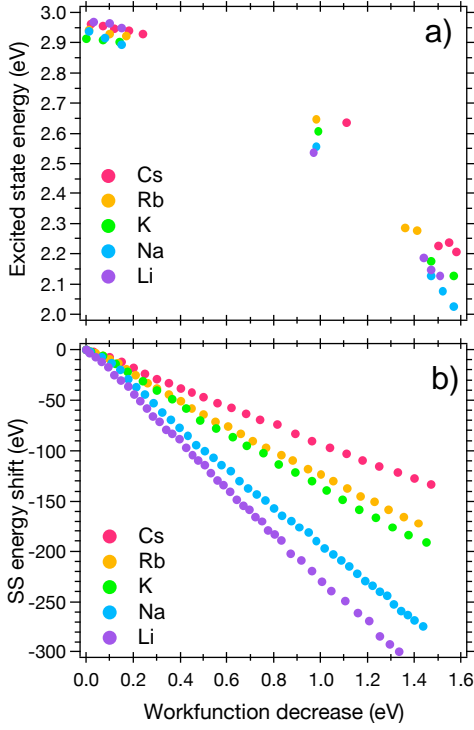 3.0
2.9
2.8
2.7
2.6
2.5
2.4
2.3
2.2
2.1
2.0
Excited state energy (eV)
a)
Cs
Rb
K
Na
Li
0
-50
-100
-150
-200
-250
-300
SS energy shift (eV)
b)
Cs
Rb
K
Na
Li
0.0 0.2 0.4 0.6 0.8 1.0 1.2 1.4 1.6
Workfunction decrease (eV)